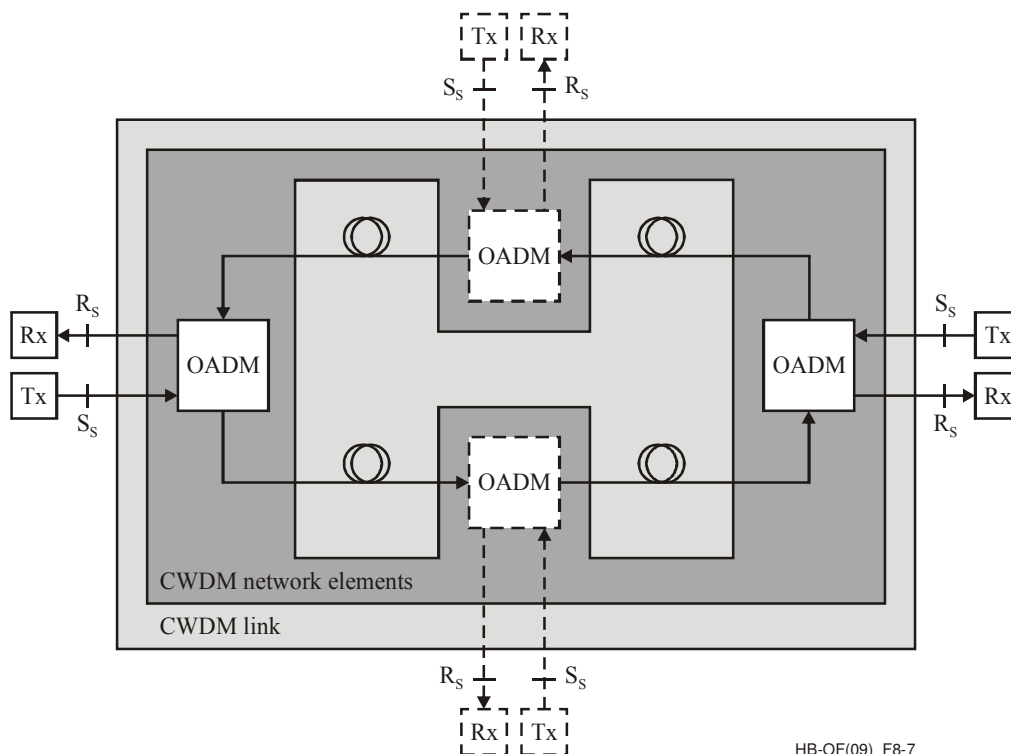 Tx Rx
S_S R_S
OADM
R_S S_S
Rx Tx
OADM OADM
Tx Rx
S_S R_S
OADM
CWDM network elements
CWDM link
R_S S_S
Rx Tx
HB-OF(09)_F8-7